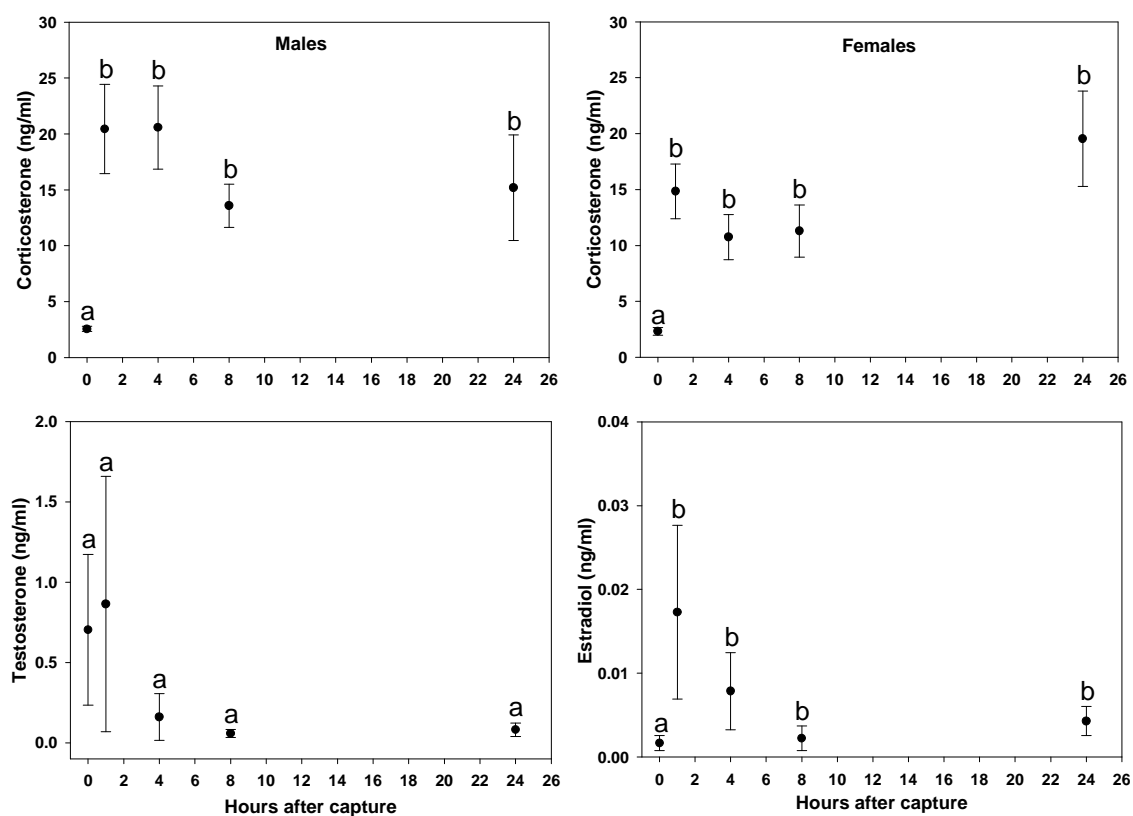 Males
Corticosterone (ng/ml)
30
25
20
15
10
5
0
b
b
b
b
a
0 2 4 6 8 10 12 14 16 18 20 22 24 26
Females
Corticosterone (ng/ml)
30
25
20
15
10
5
0
b
b
b
b
a
0 2 4 6 8 10 12 14 16 18 20 22 24 26
Testosterone (ng/ml)
2.0
1.5
1.0
0.5
0.0
a
a
a
a
a
0 2 4 6 8 10 12 14 16 18 20 22 24 26
Hours after capture
Estradiol (ng/ml)
0.04
0.03
0.02
0.01
0.00
b
b
b
b
a
0 2 4 6 8 10 12 14 16 18 20 22 24 26
Hours after capture